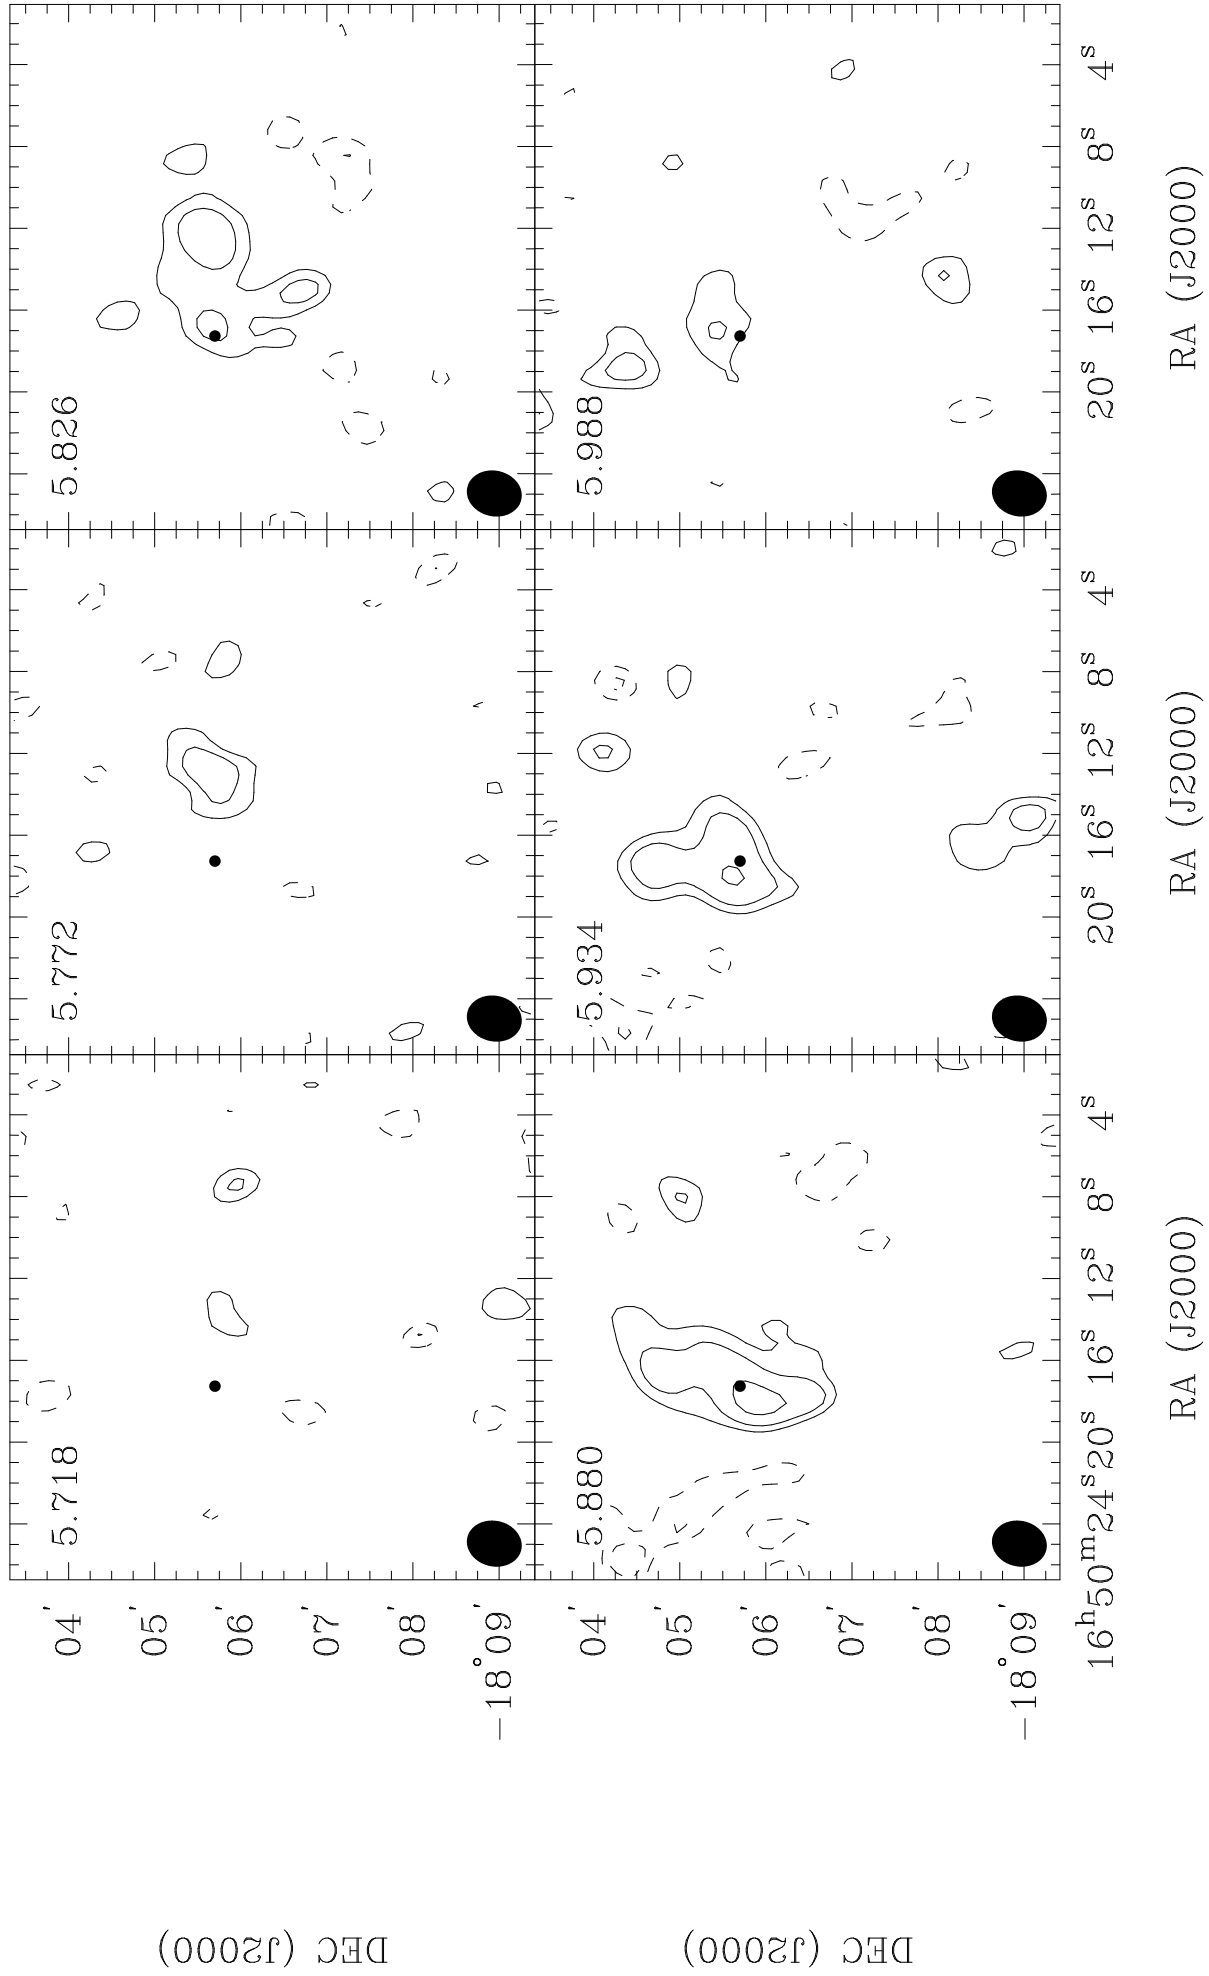 5.718
5.772
5.826
04′
05′
06′
07′
08′
−18°09′
DEC (J2000)
5.880
5.934
5.988
04′
05′
06′
07′
08′
−18°09′
DEC (J2000)
16ʰ50ᵐ24ˢ 20ˢ 16ˢ 12ˢ 8ˢ 4ˢ
20ˢ 16ˢ 12ˢ 8ˢ 4ˢ
20ˢ 16ˢ 12ˢ 8ˢ 4ˢ
RA (J2000)
RA (J2000)
RA (J2000)